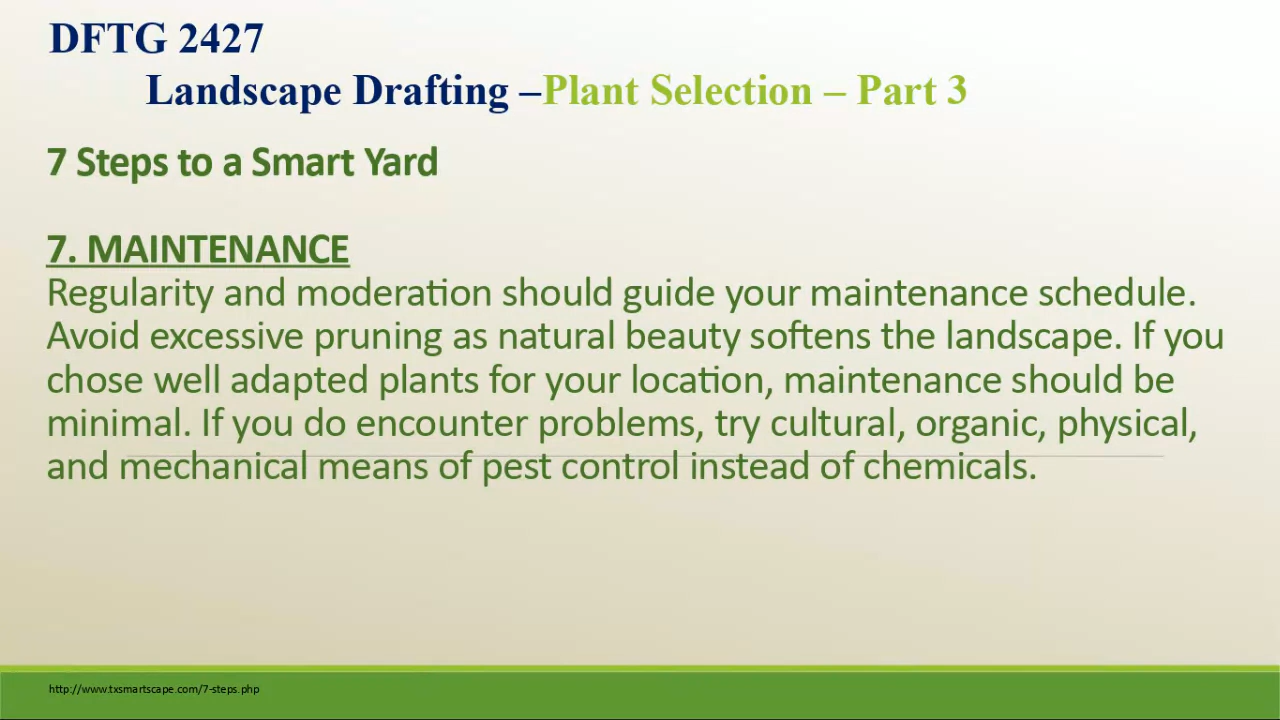 DFTG 2427
Landscape Drafting –Plant Selection – Part 3
7 Steps to a Smart Yard
7. MAINTENANCE
Regularity and moderation should guide your maintenance schedule.
Avoid excessive pruning as natural beauty softens the landscape. If you
chose well adapted plants for your location, maintenance should be
minimal. If you do encounter problems, try cultural, organic, physical,
and mechanical means of pest control instead of chemicals.
http://www.txsmartscape.com/7-steps.php